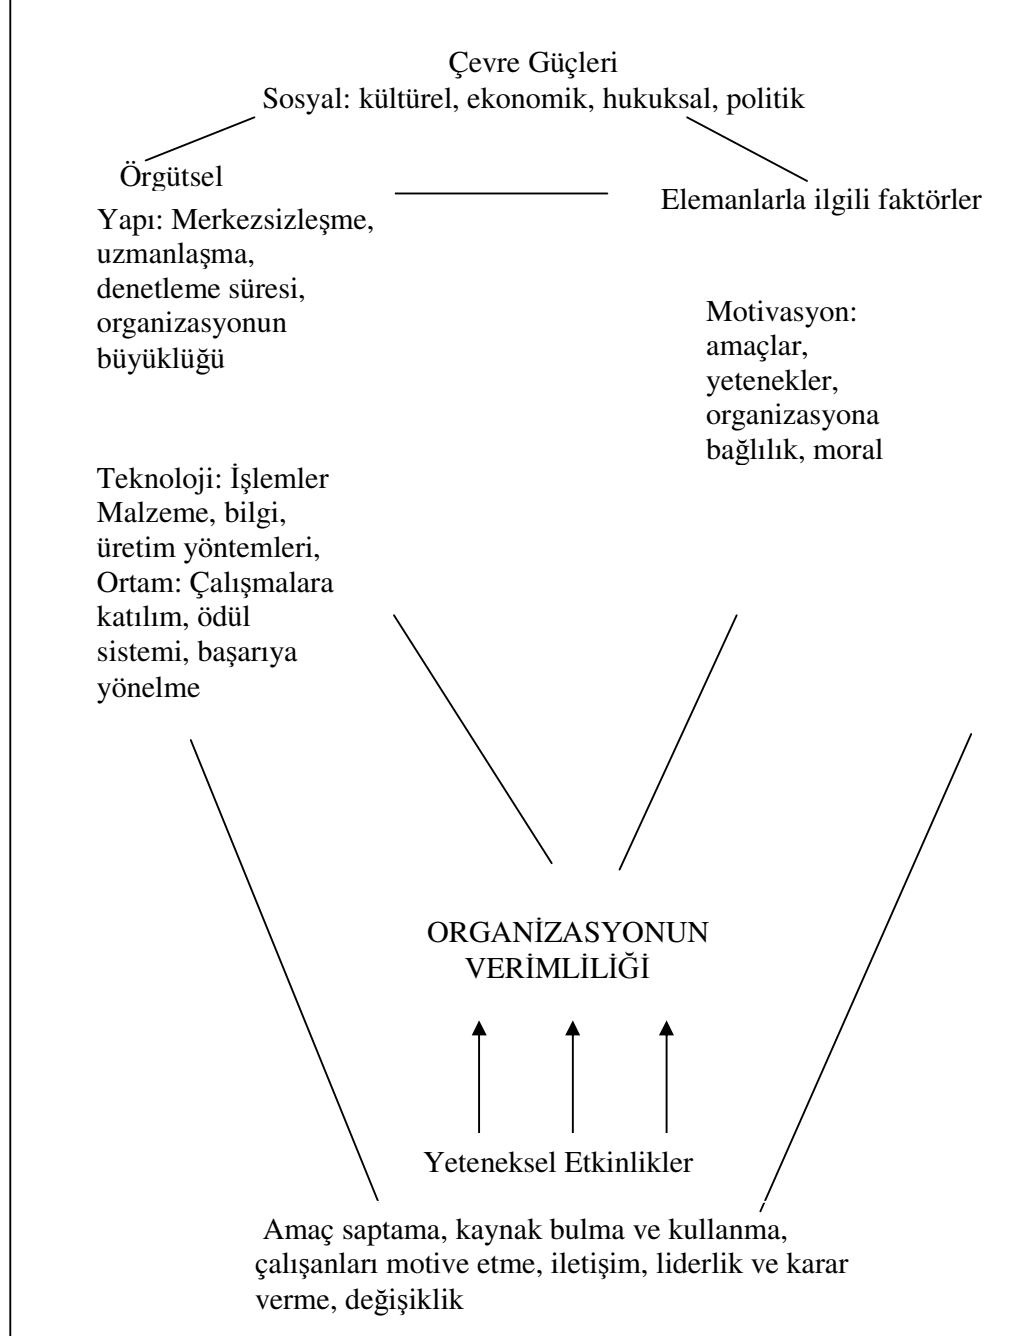 Çevre Güçleri
Sosyal: kültürel, ekonomik, hukuksal, politik
Örgütsel
Yapı: Merkezsizleşme,
uzmanlaşma,
denetleme süresi,
organizasyonun
büyüklüğü
Teknoloji: İşlemler
Malzeme, bilgi,
üretim yöntemleri,
Ortam: Çalışmalara
katılım, ödül
sistemi, başarıya
yönelme
Elemanlarla ilgili faktörler
Motivasyon:
amaçlar,
yetenekler,
organizasyona
bağlılık, moral
ORGANİZASYONUN
VERİMLİLİĞİ
Yeteneksel Etkinlikler
Amaç saptama, kaynak bulma ve kullanma,
çalışanları motive etme, iletişim, liderlik ve karar
verme, değişiklik